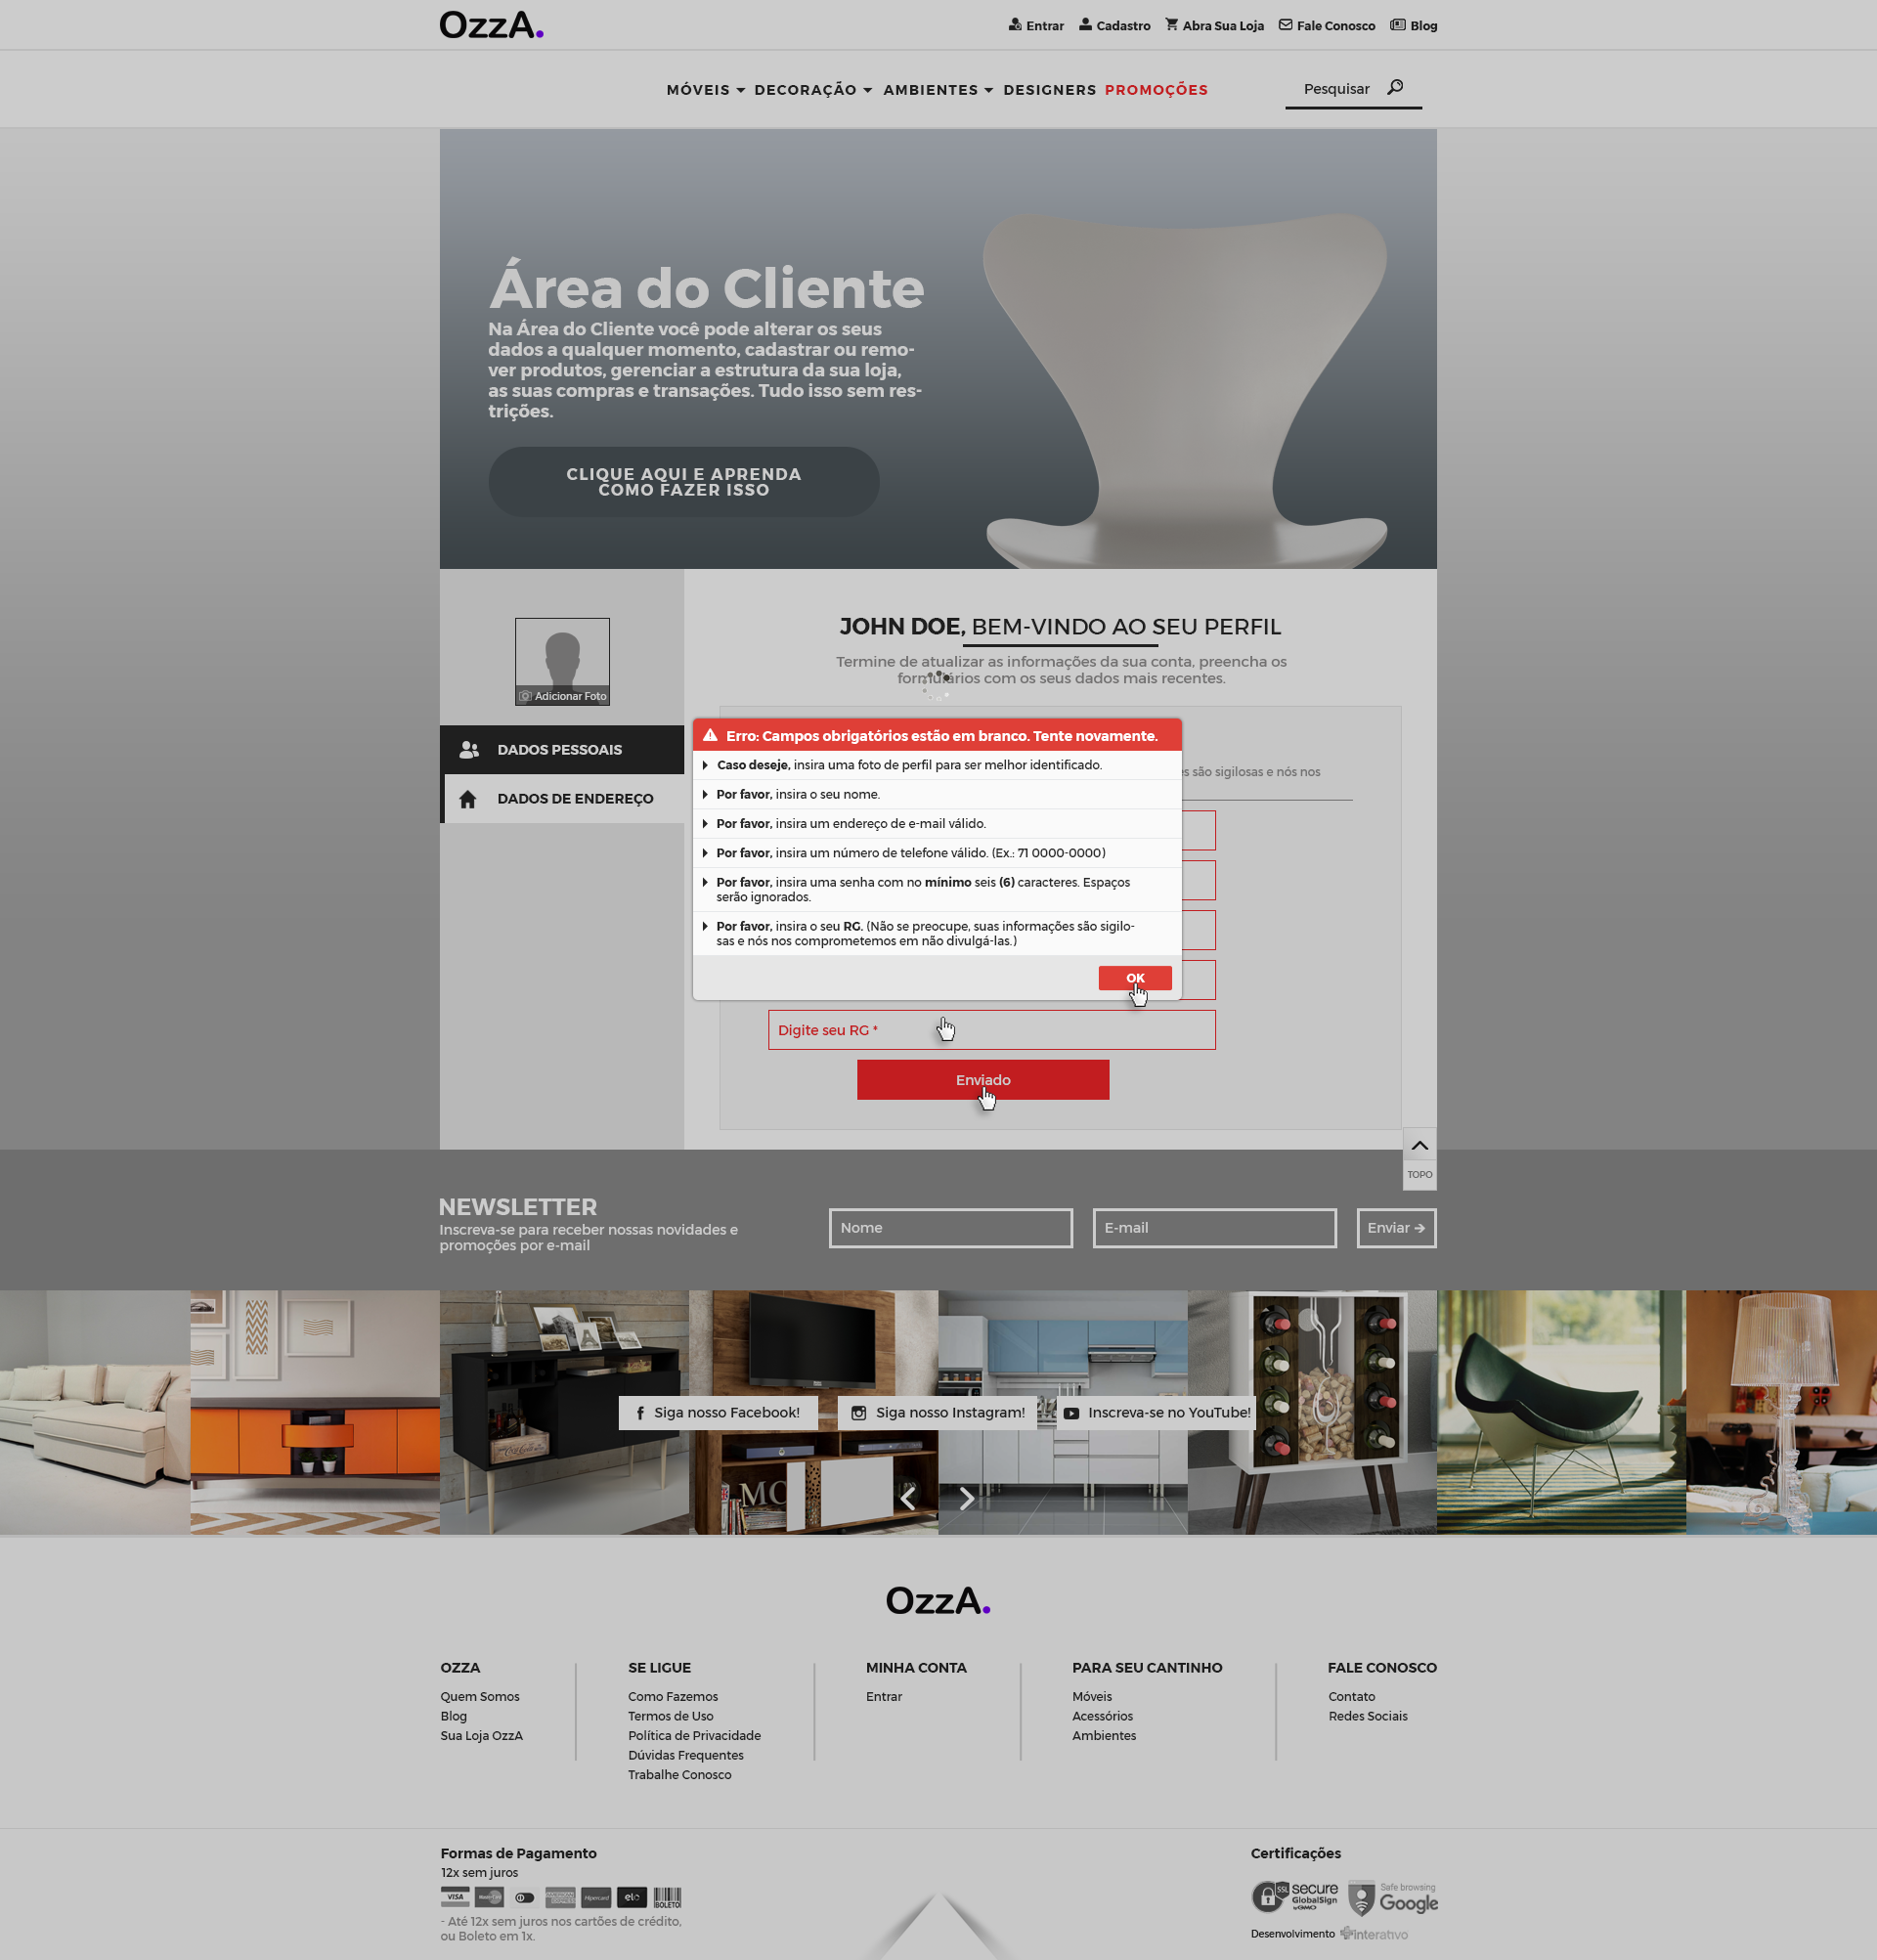 OzzA.
Entrar
Cadastro
Abra Sua Loja
Fale Conosco
Blog
MÓVEIS
DECORAÇÃO
AMBIENTES
DESIGNERS
PROMOÇÕES
Pesquisar
Área do Cliente
Na Área do Cliente você pode alterar os seus
dados a qualquer momento, cadastrar ou remo-
ver produtos, gerenciar a estrutura da sua loja,
as suas compras e transações. Tudo isso sem res-
trições.
CLIQUE AQUI E APRENDA
COMO FAZER ISSO
Adicionar Foto
DADOS PESSOAIS
DADOS DE ENDEREÇO
JOHN DOE, BEM-VINDO AO SEU PERFIL
Termine de atualizar as informações da sua conta, preencha os
formulários com os seus dados mais recentes.
Erro: Campos obrigatórios estão em branco. Tente novamente.
Caso deseje, insira uma foto de perfil para ser melhor identificado.
são sigilosas e nós nos
Por favor, insira o seu nome.
Por favor, insira um endereço de e-mail válido.
Por favor, insira um número de telefone válido. (Ex.: 71 0000-0000)
Por favor, insira uma senha com no mínimo seis (6) caracteres. Espaços
serão ignorados.
Por favor, insira o seu RG. (Não se preocupe, suas informações são sigilo-
sas e nós nos comprometemos em não divulgá-las.)
OK
Digite seu RG *
Enviado
TOPO
NEWSLETTER
Inscreva-se para receber nossas novidades e
promoções por e-mail
Nome
E-mail
Enviar
Siga nosso Facebook!
Siga nosso Instagram!
Inscreva-se no YouTube!
OzzA.
OZZA
Quem Somos
Blog
Sua Loja OzzA
SE LIGUE
Como Fazemos
Termos de Uso
Política de Privacidade
Dúvidas Frequentes
Trabalhe Conosco
MINHA CONTA
Entrar
PARA SEU CANTINHO
Móveis
Acessórios
Ambientes
FALE CONOSCO
Contato
Redes Sociais
Formas de Pagamento
12x sem juros
VISA
MasterCard
AMERICAN EXPRESS
Hipercard
elo
BOLETO
- Até 12x sem juros nos cartões de crédito,
ou Boleto em 1x.
Certificações
SSL
secure
GlobalSign
by GMO
Safe browsing
Google
Desenvolvimento
interativo